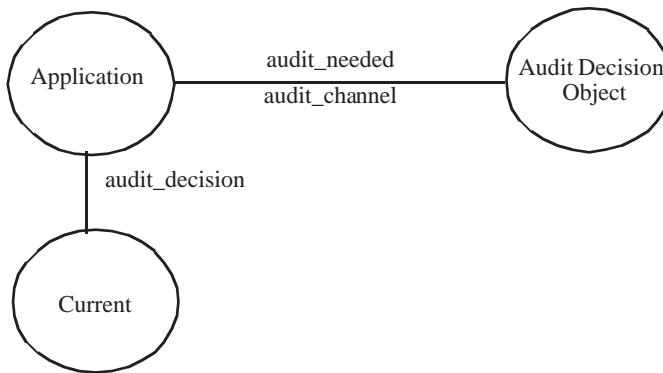 Application
audit_needed
audit_channel
Audit Decision
Object
audit_decision
Current